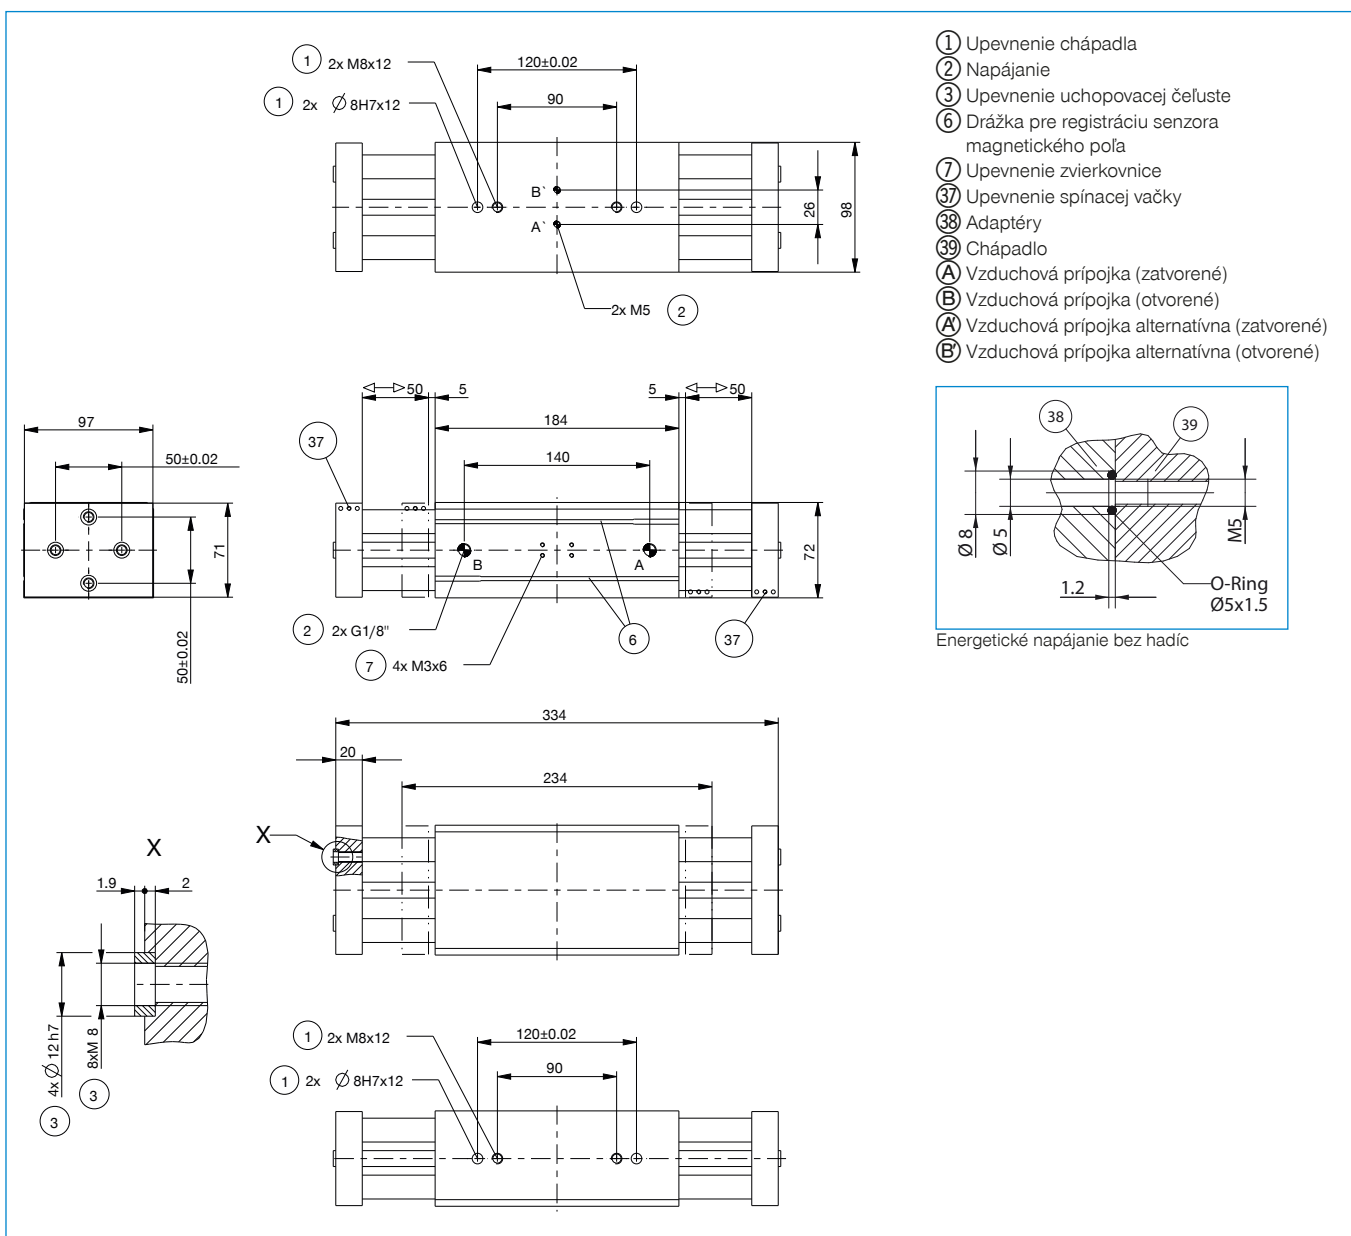 1 2x M8x12
120±0.02
1 2x Ø 8H7x12
90
B`
A`
26
98
2x M5 2
1 Upevnenie chápadla
2 Napájanie
3 Upevnenie uchopovacej čeľuste
6 Drážka pre registráciu senzora
magnetického poľa
7 Upevnenie zvierkovnice
37 Upevnenie spínacej vačky
38 Adaptéry
39 Chápadlo
A Vzduchová prípojka (zatvorené)
B Vzduchová prípojka (otvorené)
A' Vzduchová prípojka alternatívna (zatvorené)
B' Vzduchová prípojka alternatívna (otvorené)
97
50±0.02
71
50±0.02
50 5
5 50
184
140
37
72
B
A
2 2x G1/8"
7 4x M3x6
6
37
38
39
Ø 8
Ø 5
M5
1.2
O-Ring
Ø5x1.5
Energetické napájanie bez hadíc
334
20
234
X
X
1.9 2
4x Ø 12 h7
3
8xM 8
3
1 2x M8x12
120±0.02
1 2x Ø 8H7x12
90